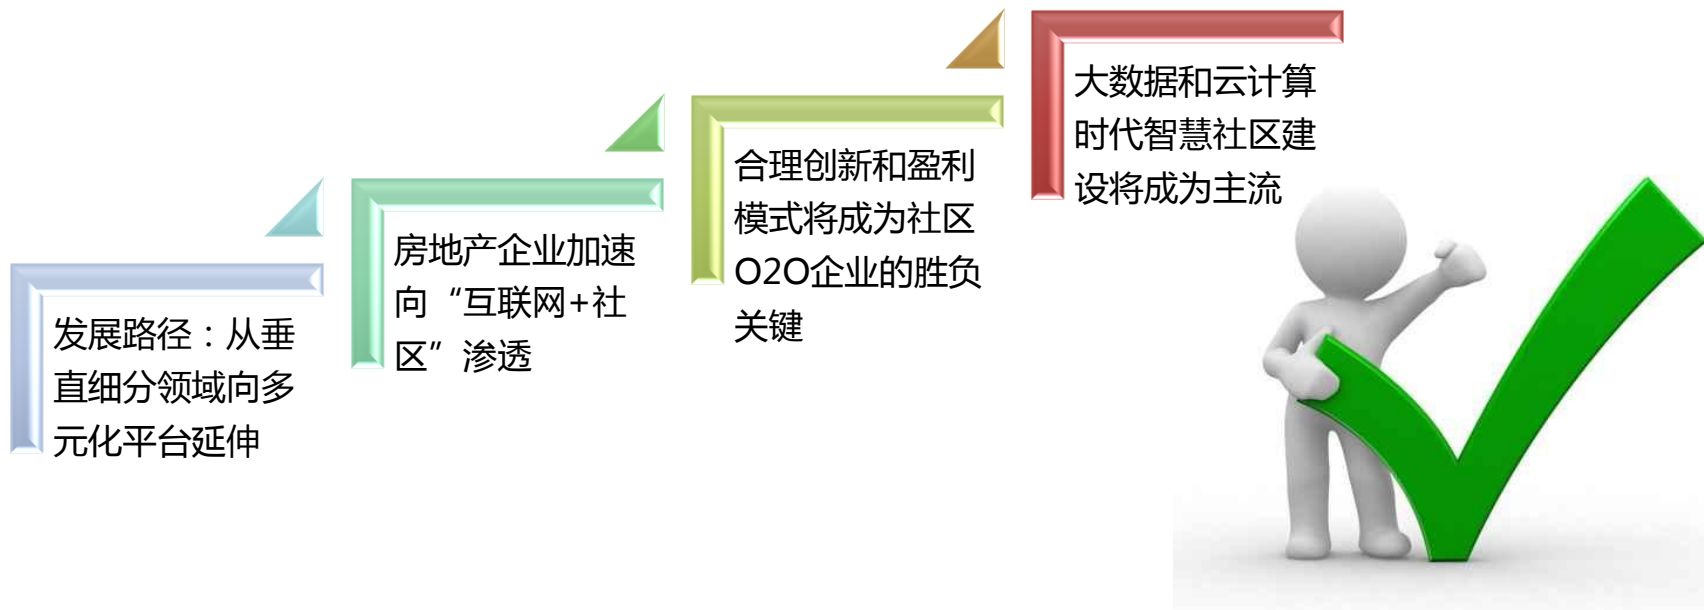 发展路径：从垂
直细分领域向多
元化平台延伸
房地产企业加速
向“互联网+社
区”渗透
合理创新和盈利
模式将成为社区
O2O企业的胜负
关键
大数据和云计算
时代智慧社区建
设将成为主流